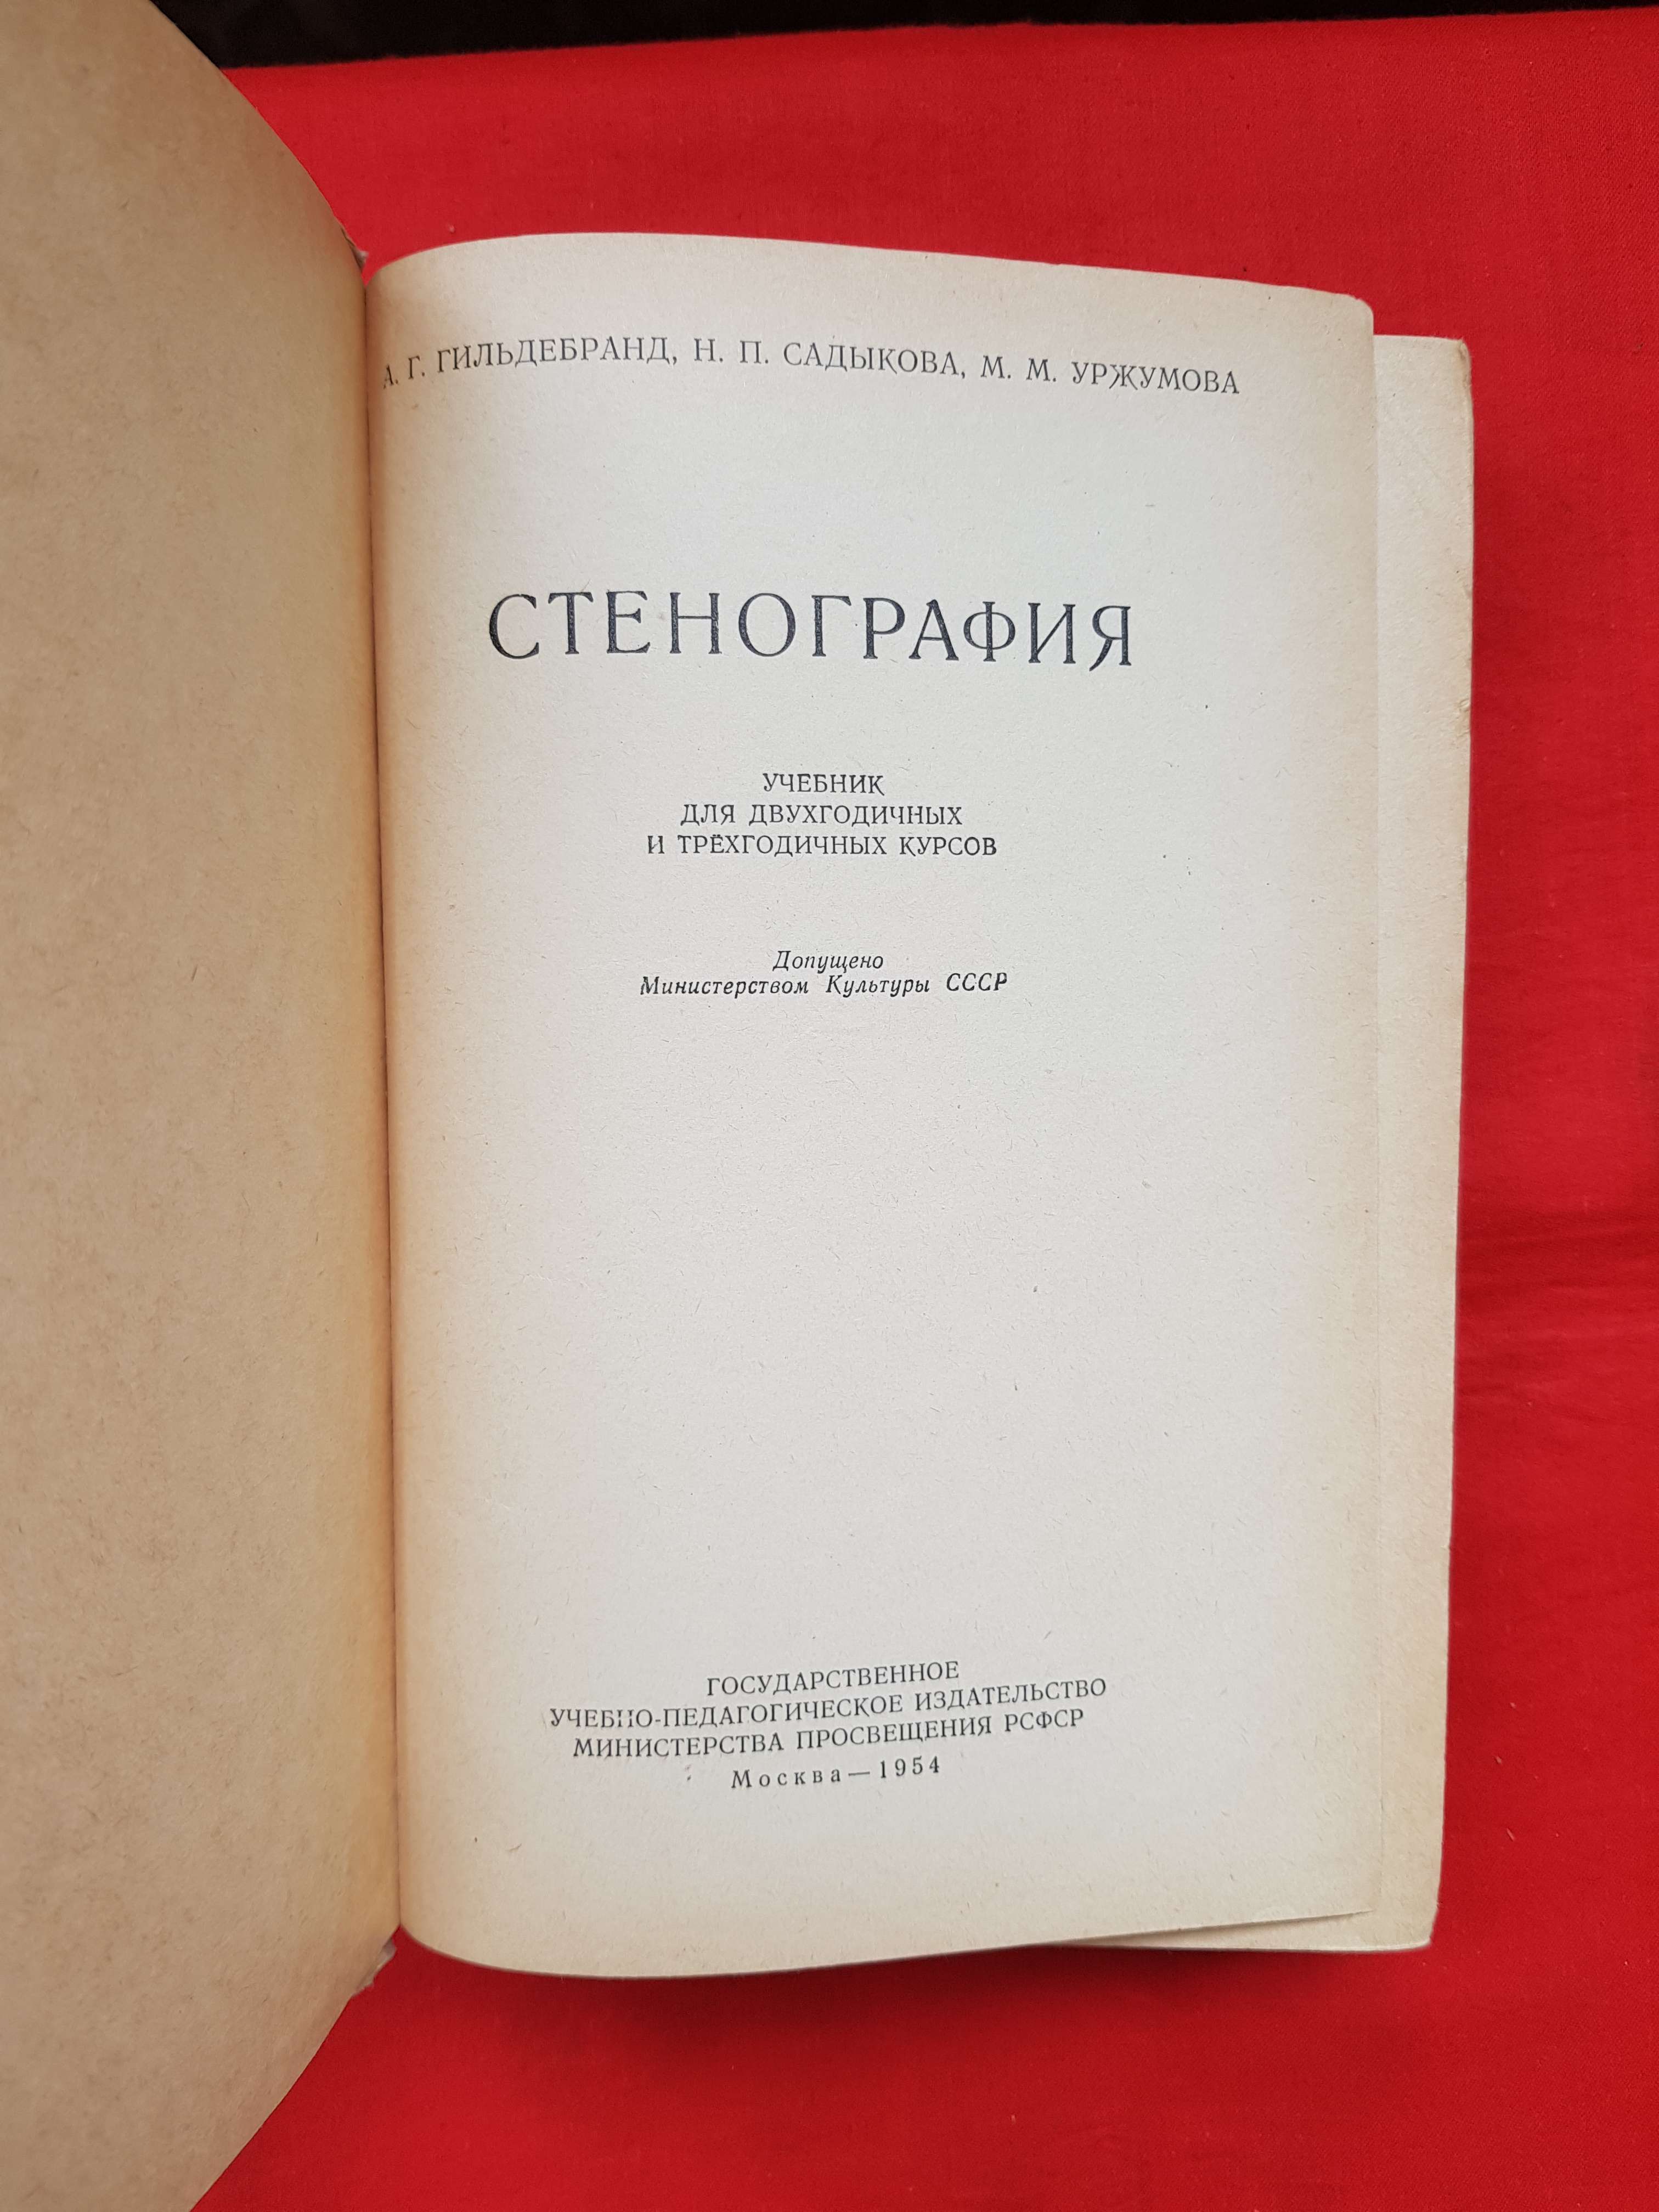 А. Г. ГИЛЬДЕБРАНД, Н. П. САДЫКОВА, М. М. УРЖУМОВА
СТЕНОГРАФИЯ
УЧЕБНИК
ДЛЯ ДВУХГОДИЧНЫХ
И ТРЁХГОДИЧНЫХ КУРСОВ
Допущено
Министерством Культуры СССР
ГОСУДАРСТВЕННОЕ
УЧЕБНО-ПЕДАГОГИЧЕСКОЕ ИЗДАТЕЛЬСТВО
МИНИСТЕРСТВА ПРОСВЕЩЕНИЯ РСФСР
Москва — 1954